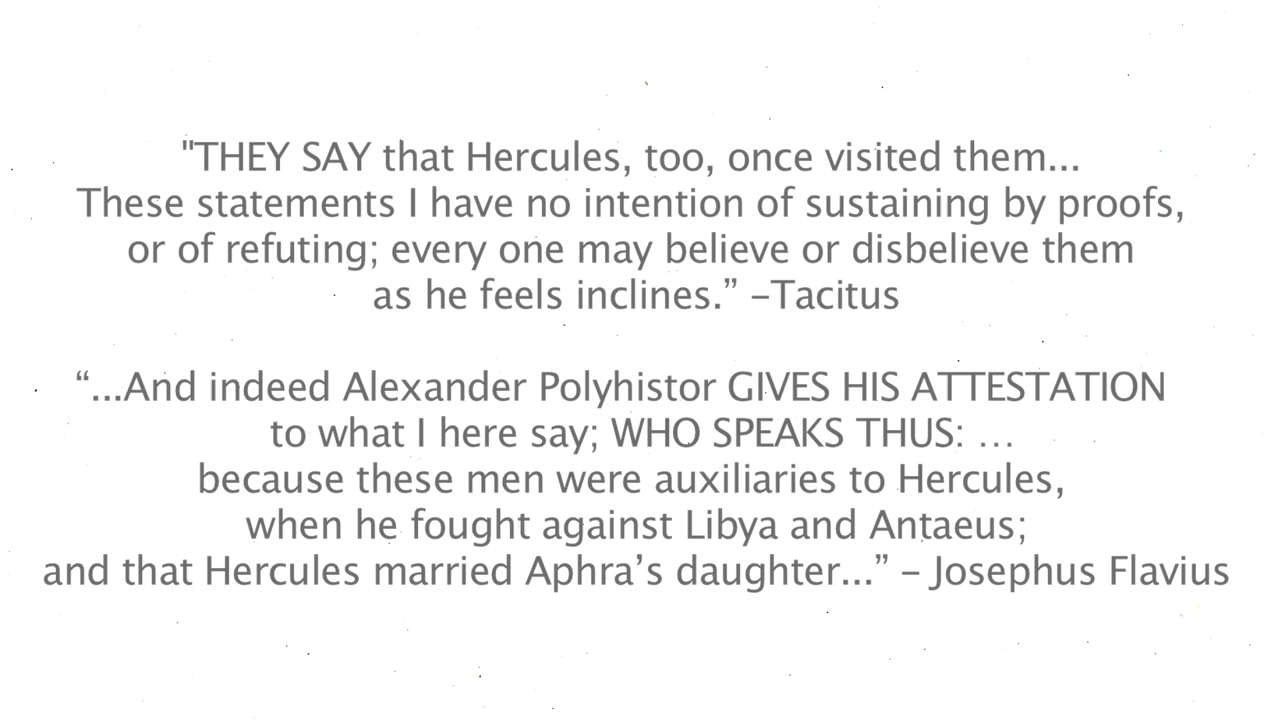 "THEY SAY that Hercules, too, once visited them...
These statements I have no intention of sustaining by proofs,
or of refuting; every one may believe or disbelieve them
as he feels inclines.” –Tacitus
“...And indeed Alexander Polyhistor GIVES HIS ATTESTATION
to what I here say; WHO SPEAKS THUS: ...
because these men were auxiliaries to Hercules,
when he fought against Libya and Antaeus;
and that Hercules married Aphra’s daughter...” – Josephus Flavius